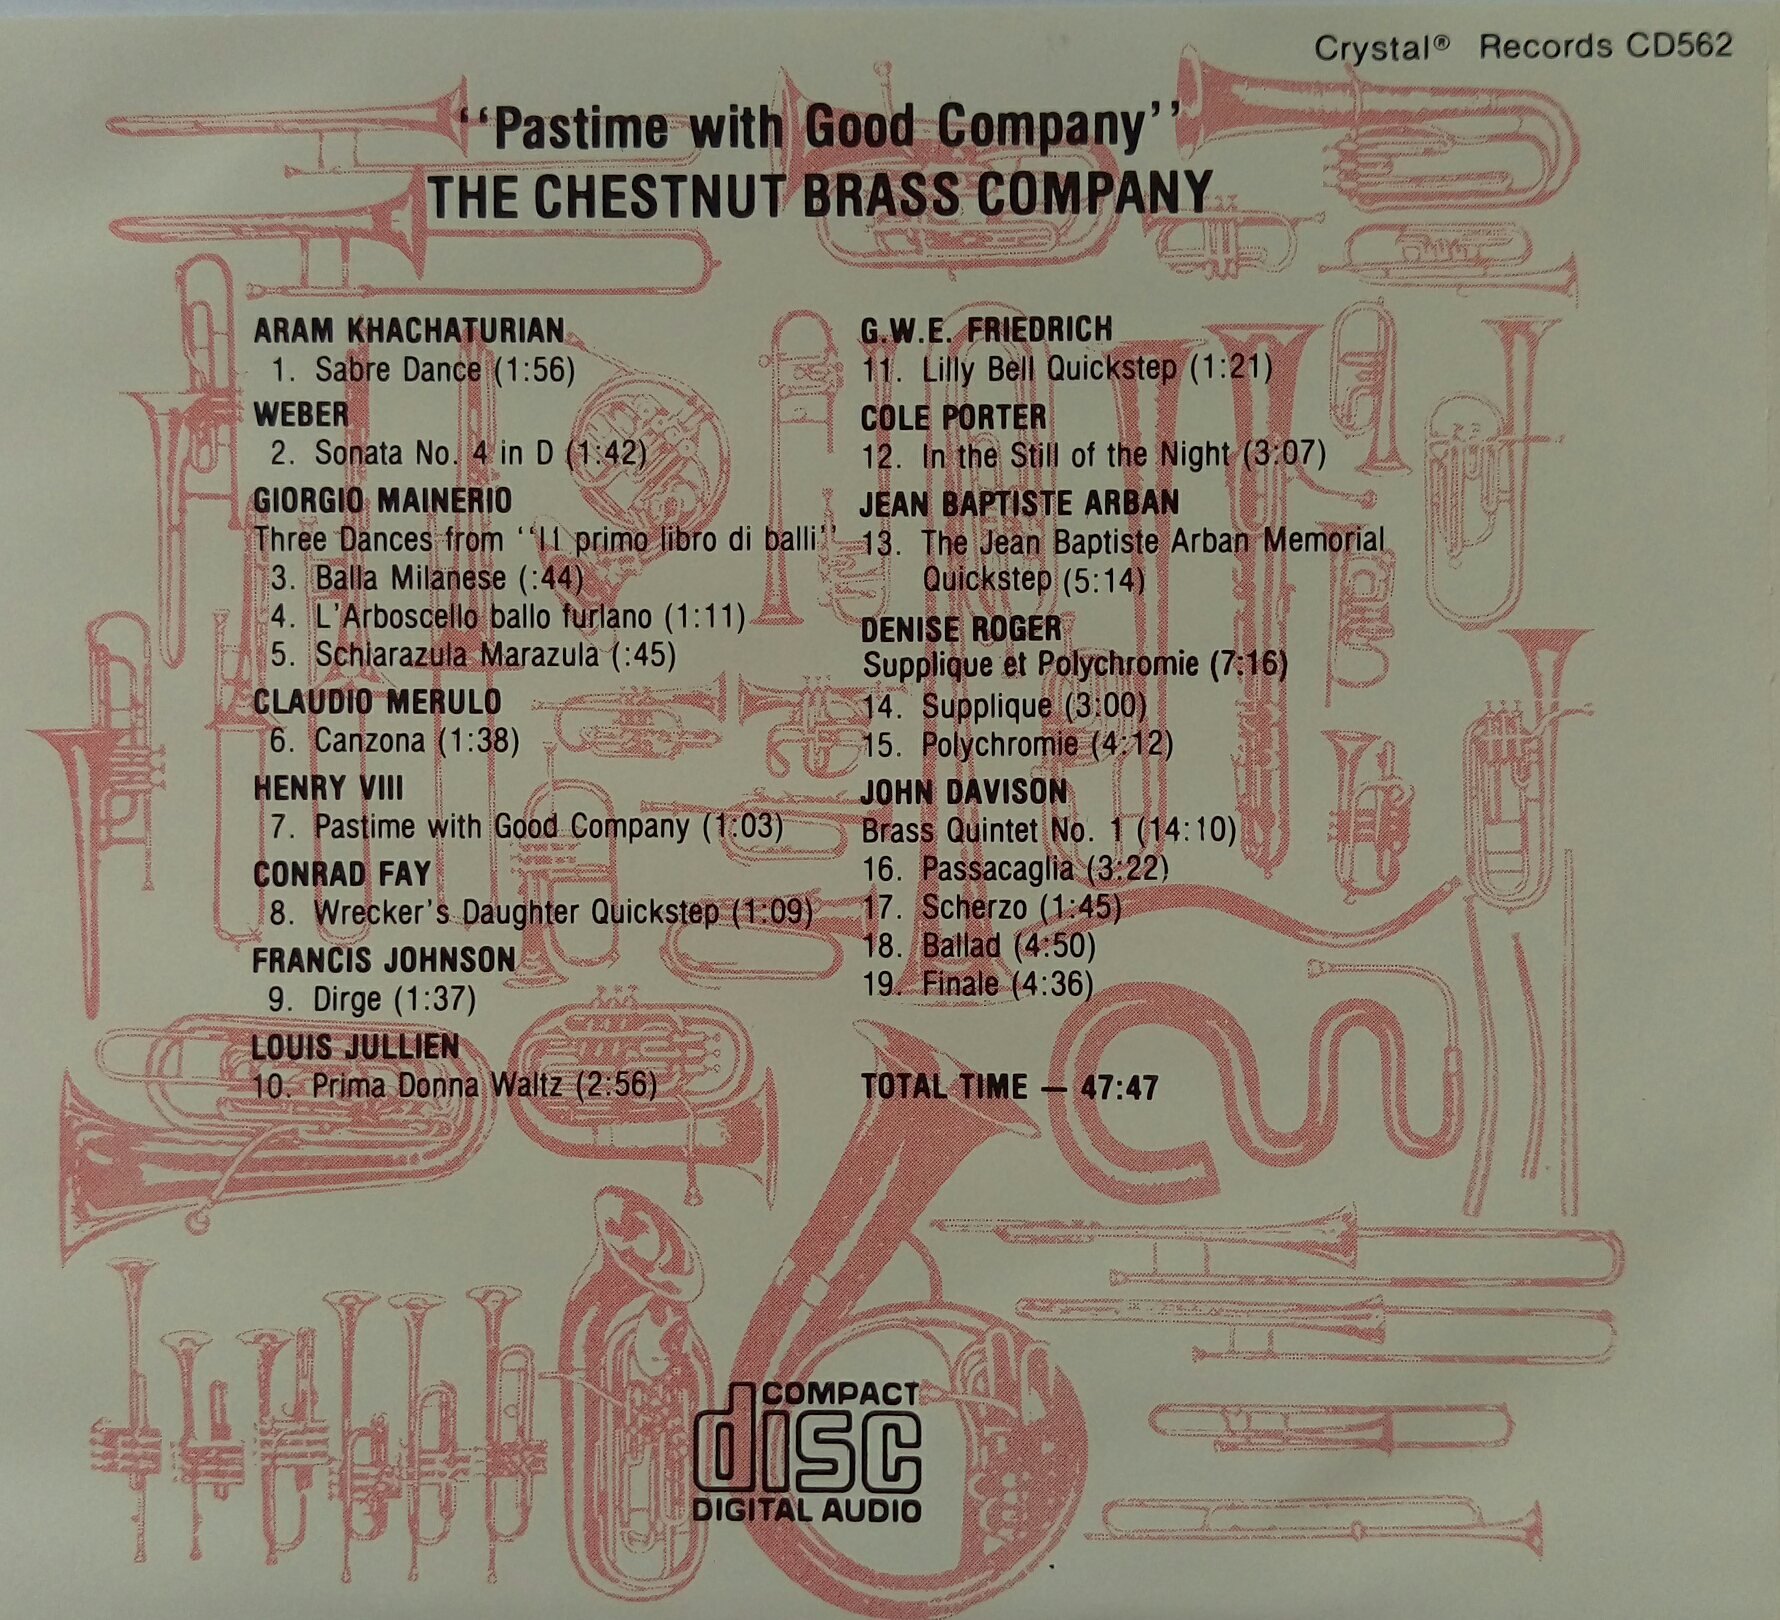 Crystal® Records CD562
"Pastime with Good Company"
THE CHESTNUT BRASS COMPANY
ARAM KHACHATURIAN
1. Sabre Dance (1:56)
WEBER
2. Sonata No. 4 in D (1:42)
GIORGIO MAINERIO
Three Dances from "Il primo libro di balli"
3. Balla Milanese (:44)
4. L'Arboscello ballo furlano (1:11)
5. Schiarazula Marazula (:45)
CLAUDIO MERULO
6. Canzona (1:38)
HENRY VIII
7. Pastime with Good Company (1:03)
CONRAD FAY
8. Wrecker's Daughter Quickstep (1:09)
FRANCIS JOHNSON
9. Dirge (1:37)
LOUIS JULLIEN
10. Prima Donna Waltz (2:56)
G.W.E. FRIEDRICH
11. Lilly Bell Quickstep (1:21)
COLE PORTER
12. In the Still of the Night (3:07)
JEAN BAPTISTE ARBAN
13. The Jean Baptiste Arban Memorial
Quickstep (5:14)
DENISE ROGER
Supplique et Polychromie (7:16)
14. Supplique (3:00)
15. Polychromie (4:12)
JOHN DAVISON
Brass Quintet No. 1 (14:10)
16. Passacaglia (3:22)
17. Scherzo (1:45)
18. Ballad (4:50)
19. Finale (4:36)
TOTAL TIME — 47:47
COMPACT
disc
DIGITAL AUDIO